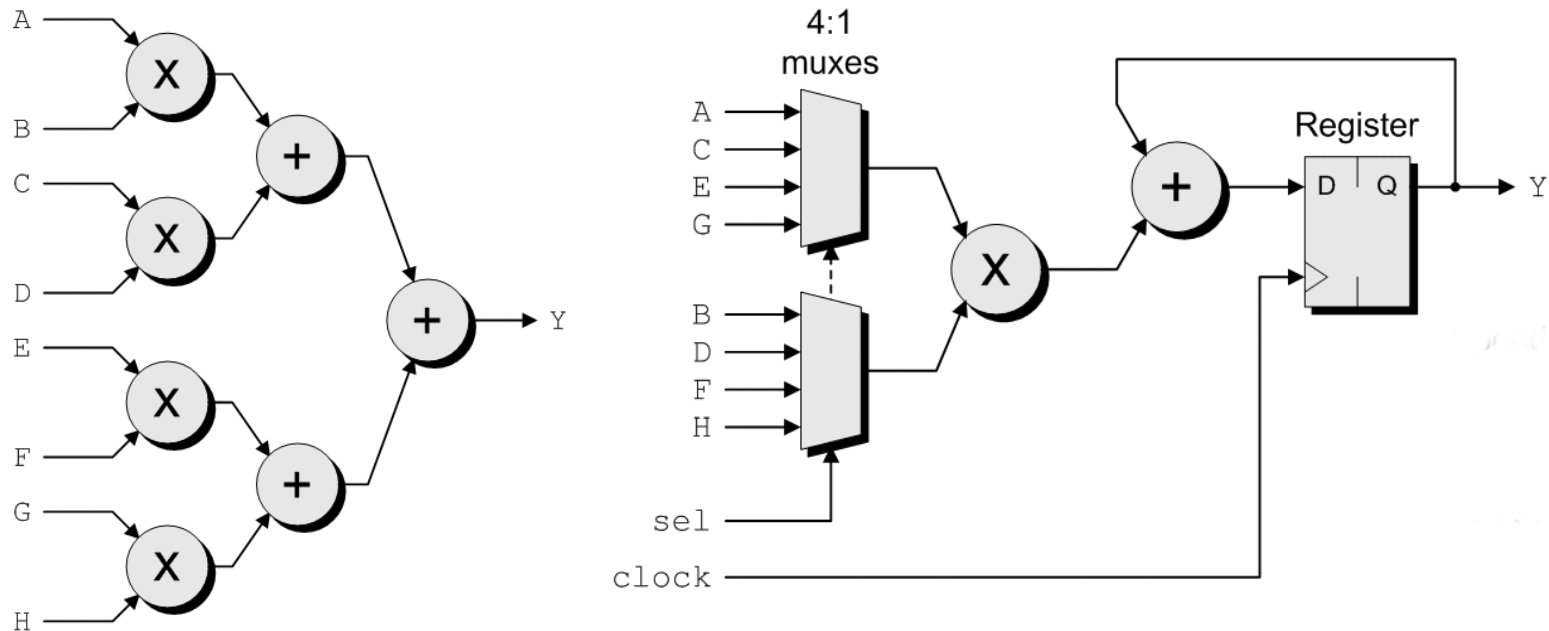 A
X
B
+
C
X
D
+
Y
E
X
F
+
G
X
H
4:1
muxes
A
C
E
G
X
B
D
F
H
sel
clock
+
Register
D Q
Y